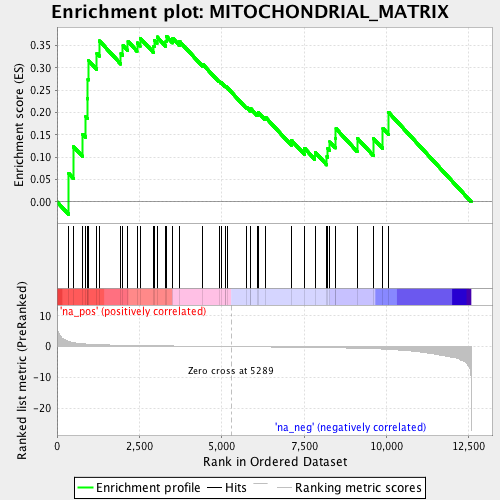 Enrichment plot: MITOCHONDRIAL_MATRIX
Enrichment score (ES)
0.35
0.30
0.25
0.20
0.15
0.10
0.05
0.00
'na_pos' (positively correlated)
Ranked list metric (PreRanked)
10
0
-10
-20
Zero cross at 5289
'na_neg' (negatively correlated)
0
2,500
5,000
7,500
10,000
12,500
Rank in Ordered Dataset
Enrichment profile
Hits
Ranking metric scores